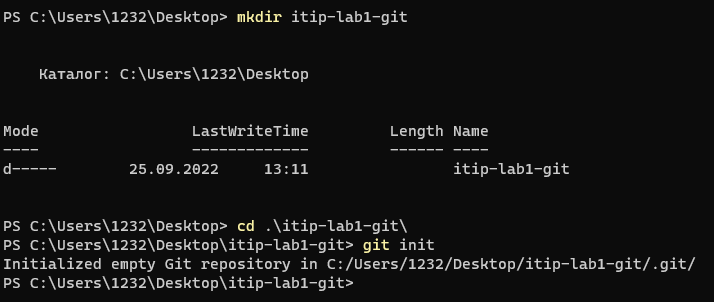 PS C:\Users\1232\Desktop> mkdir itip-lab1-git
Каталог: C:\Users\1232\Desktop
Mode LastWriteTime Length Name
---- ------------- ------ ----
d----- 25.09.2022 13:11 itip-lab1-git
PS C:\Users\1232\Desktop> cd .\itip-lab1-git\
PS C:\Users\1232\Desktop\itip-lab1-git> git init
Initialized empty Git repository in C:/Users/1232/Desktop/itip-lab1-git/.git/
PS C:\Users\1232\Desktop\itip-lab1-git>